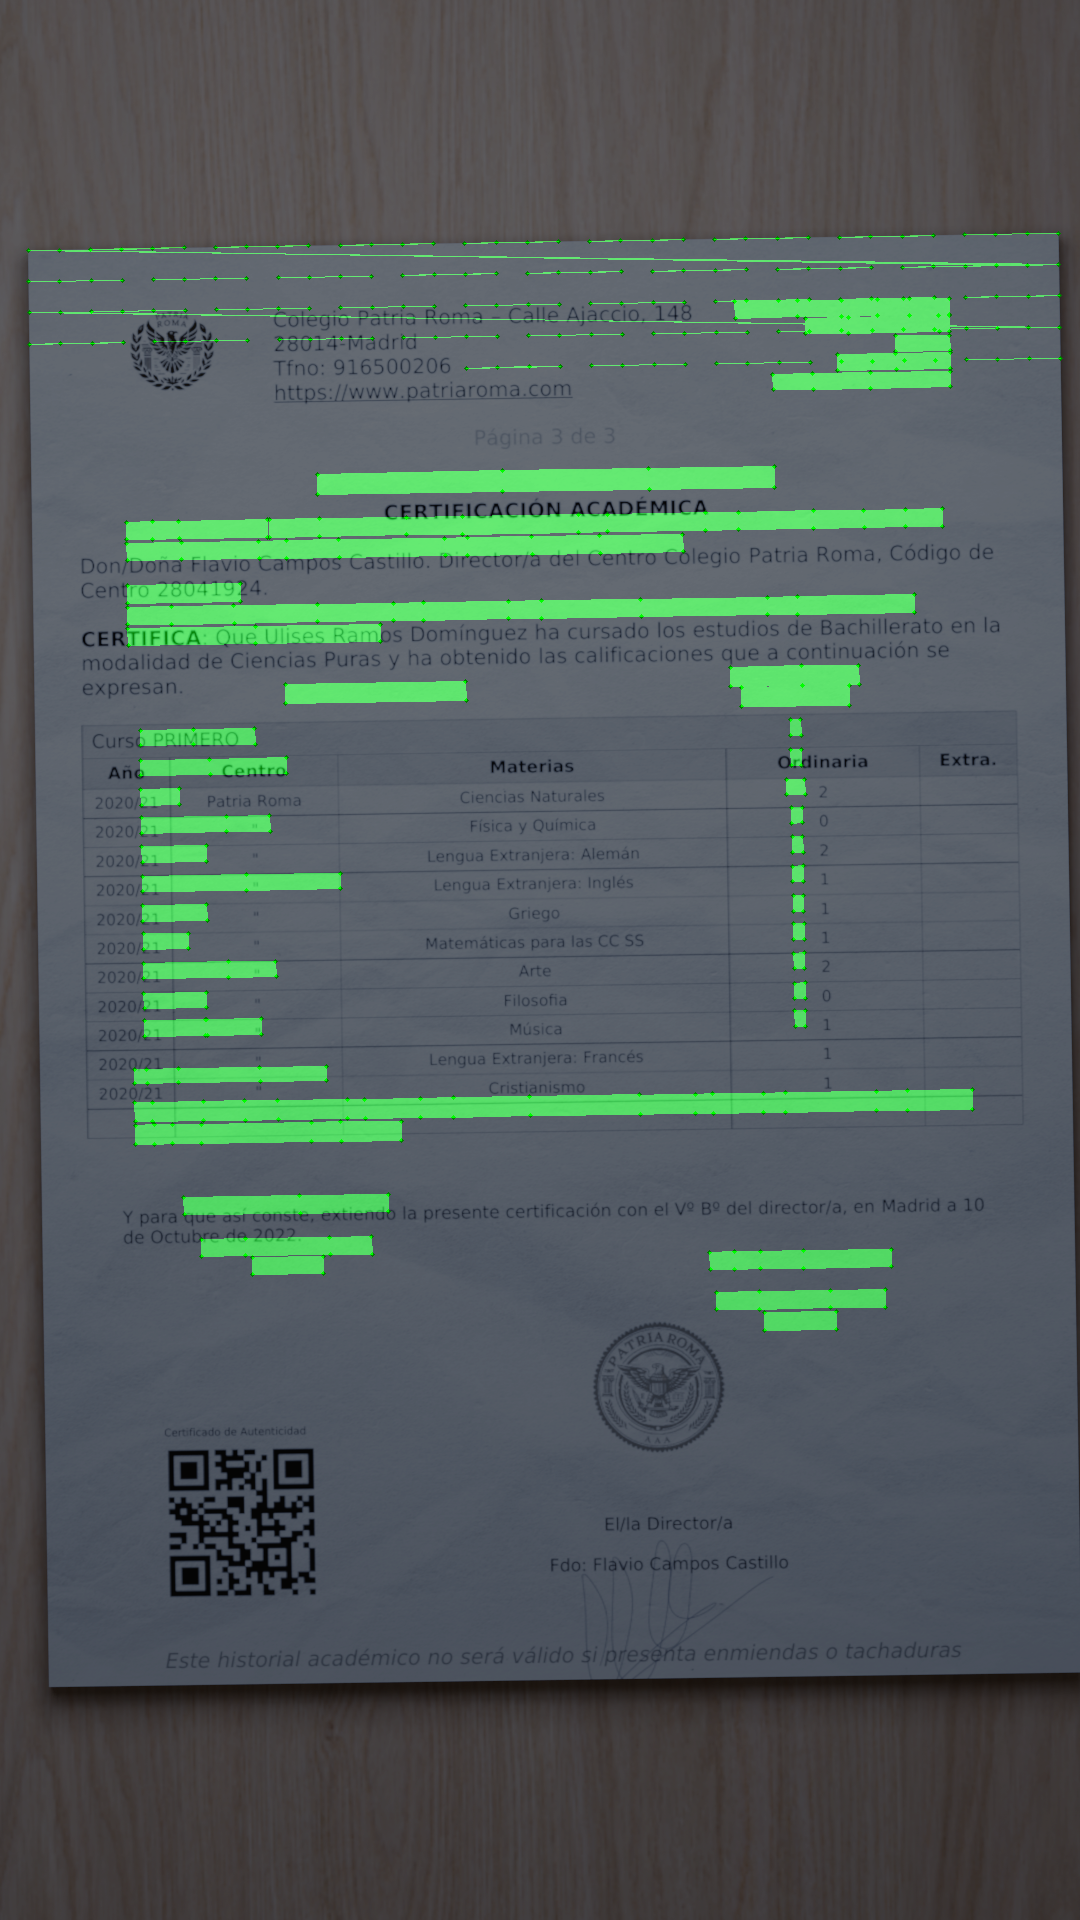 Colegio Patria Roma – Calle Ajaccio, 148
28014-Madrid
Tfno: 916500206
https://www.patriaroma.com
ROMA
Página 3 de 3
CERTIFICACIÓN ACADÉMICA
Don/Doña Flavio Campos Castillo. Director/a del Centro Colegio Patria Roma, Código de
Centro 28041924.
CERTIFICA: Que Ulises Ramos Domínguez ha cursado los estudios de Bachillerato en la
modalidad de Ciencias Puras y ha obtenido las calificaciones que a continuación se
expresan.
Curso PRIMERO
Año Centro Materias Ordinaria Extra.
2020/21 Patria Roma Ciencias Naturales 2
2020/21 " Física y Química 0
2020/21 " Lengua Extranjera: Alemán 2
2020/21 " Lengua Extranjera: Inglés 1
2020/21 " Griego 1
2020/21 " Matemáticas para las CC SS 1
2020/21 " Arte 2
2020/21 " Filosofia 0
2020/21 " Música 1
2020/21 " Lengua Extranjera: Francés 1
2020/21 " Cristianismo 1
Y para que así conste, extiendo la presente certificación con el Vº Bº del director/a, en Madrid a 10
de Octubre de 2022.
PATRIA ROMA
A A A
Certificado de Autenticidad
El/la Director/a
Fdo: Flavio Campos Castillo
Este historial académico no será válido si presenta enmiendas o tachaduras